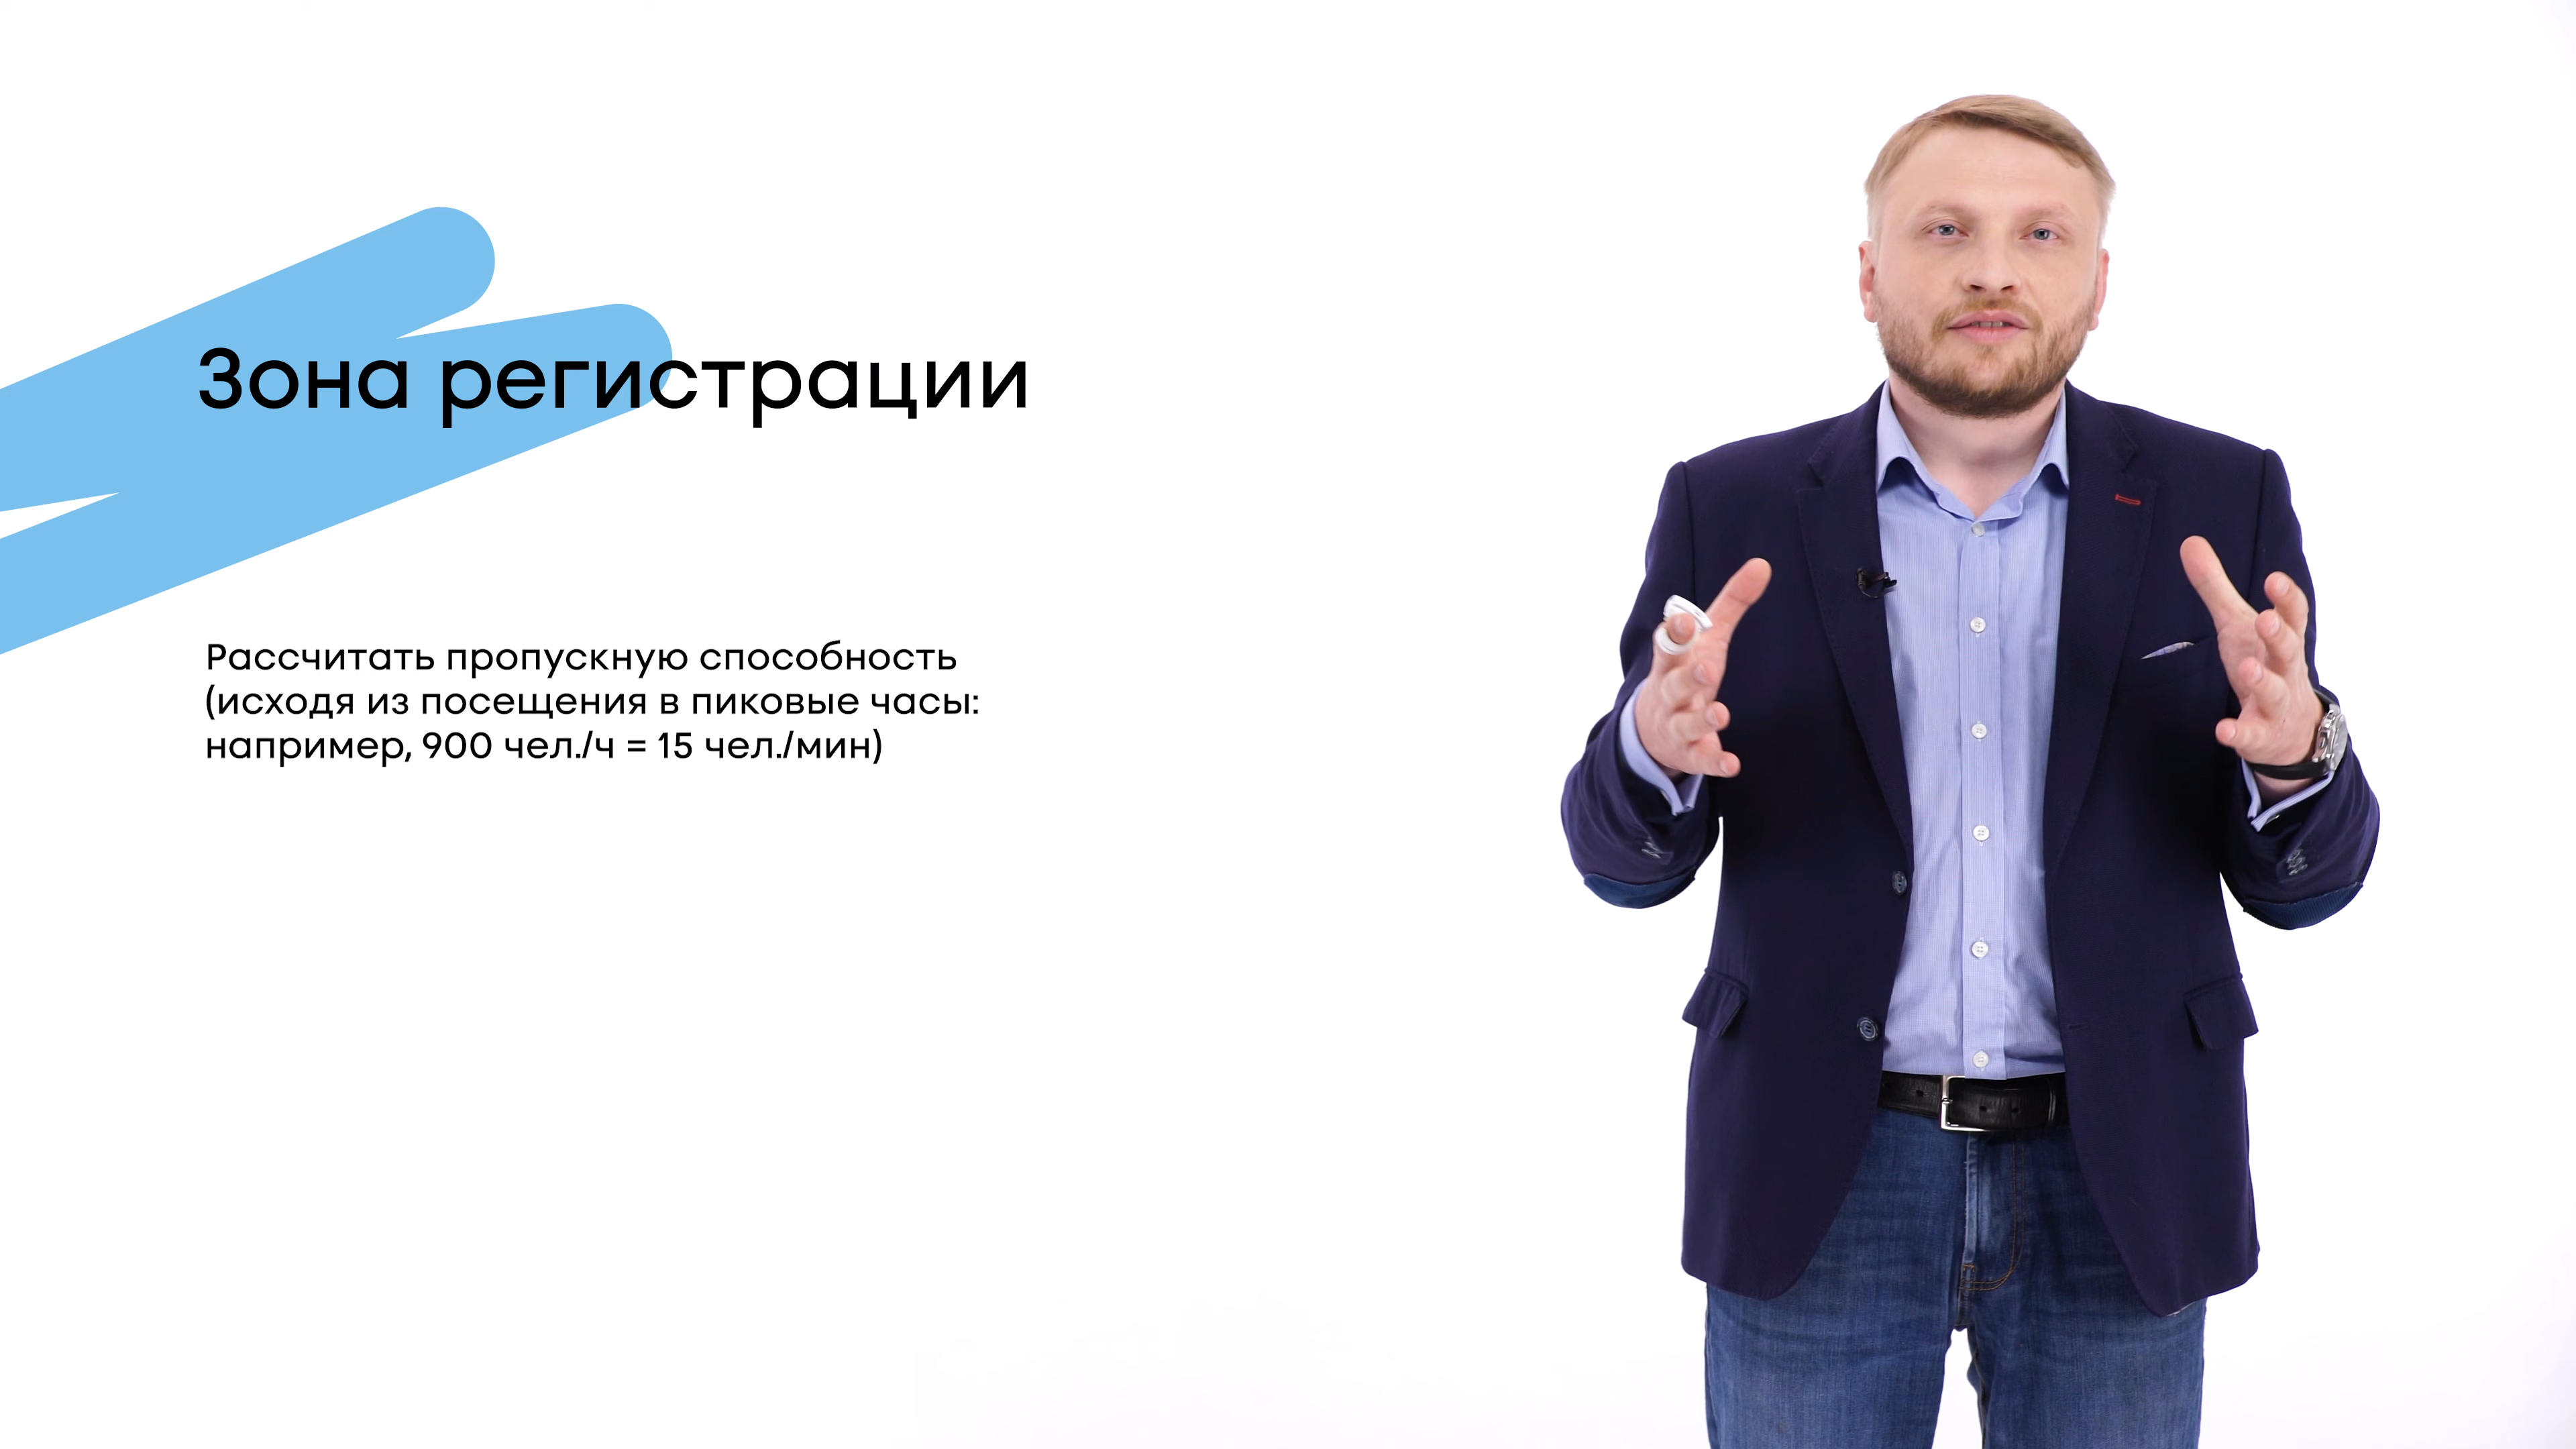 Зона регистрации
Рассчитать пропускную способность
(исходя из посещения в пиковые часы:
например, 900 чел./ч = 15 чел./мин)